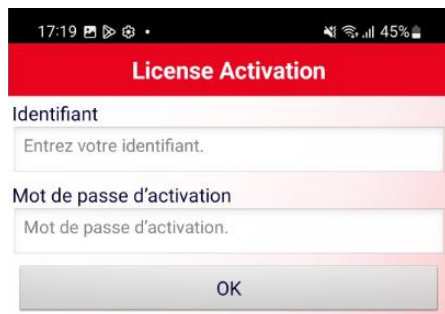 17:19 45%
License Activation
Identifiant
Entrez votre identifiant.
Mot de passe d’activation
Mot de passe d’activation.
OK